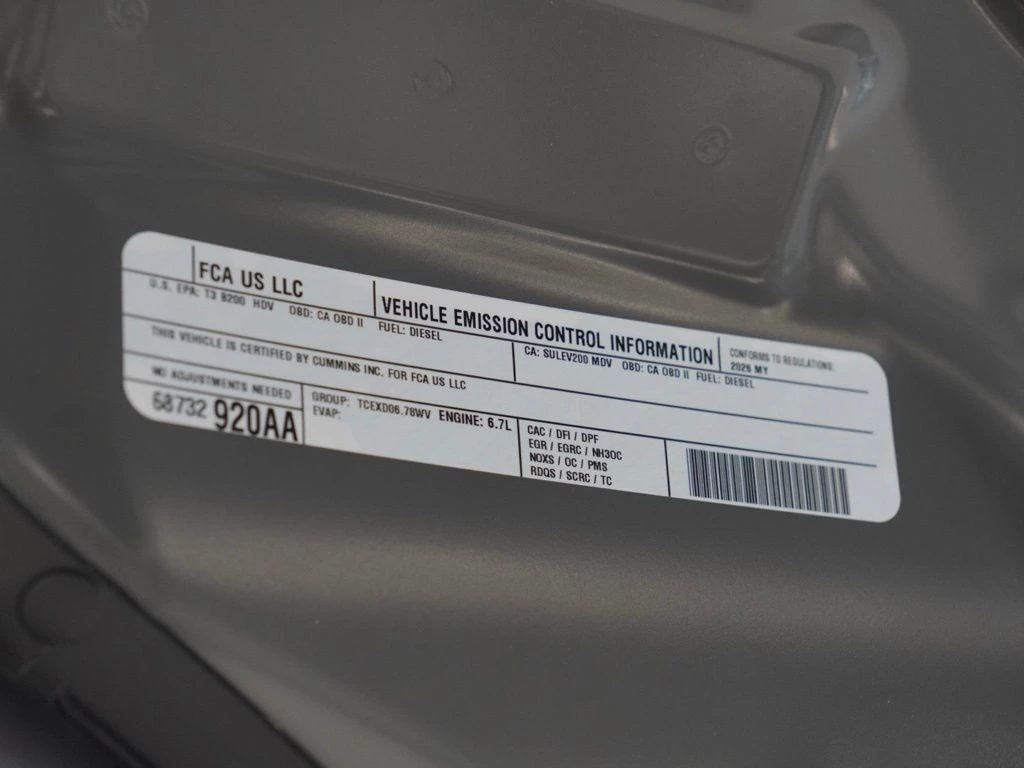 FCA US LLC
VEHICLE EMISSION CONTROL INFORMATION
CONFORMS TO REGULATIONS:
2026 MY
U.S. EPA: T3 B200 HDV OBD: CA OBD II FUEL: DIESEL
CA: SULEV200 MDV OBD: CA OBD II FUEL: DIESEL
THIS VEHICLE IS CERTIFIED BY CUMMINS INC. FOR FCA US LLC
NO ADJUSTMENTS NEEDED
68732 920AA
GROUP: TCEXD06.78WV ENGINE: 6.7L
EVAP:
CAC / DFI / DPF
EGR / EGRC / NH3OC
NOXS / OC / PMS
RDQS / SCRC / TC